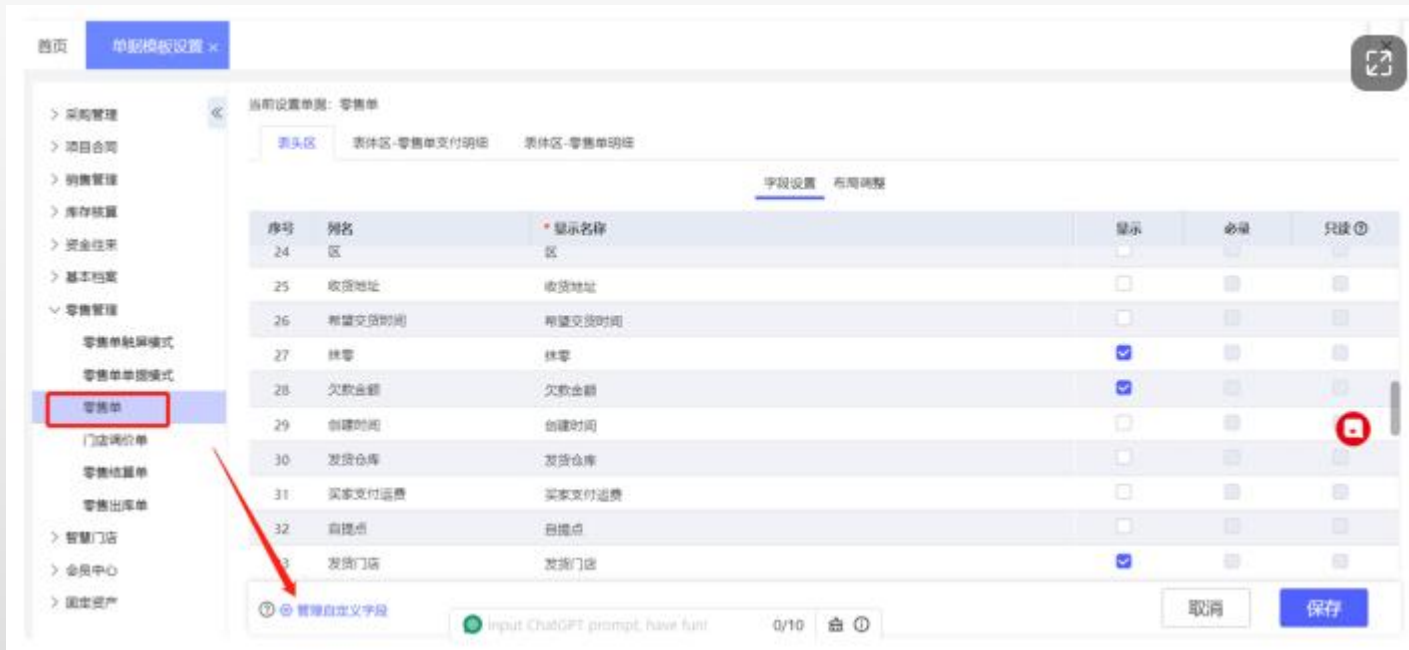 首页 单据模板设置 ×
当前设置单据：零售单
> 采购管理
> 项目合同
> 销售管理
> 库存核算
> 资金往来
> 基本档案
零售管理
零售单触屏模式
零售单单据模式
零售单
门店调价单
零售结算单
零售出库单
> 智慧门店
> 会员中心
> 固定资产
表头区 表体区-零售单支付明细 表体区-零售单明细
字段设置 布局调整
序号 列名 * 显示名称 显示 必录 只读
24 区 区
25 收货地址 收货地址
26 希望交货时间 希望交货时间
27 抹零 抹零
28 欠款金额 欠款金额
29 创建时间 创建时间
30 发货仓库 发货仓库
31 买家支付运费 买家支付运费
32 自提点 自提点
3 发货门店 发货门店
管理自定义字段
Input ChatGPT prompt, have fun! 0/10
取消 保存